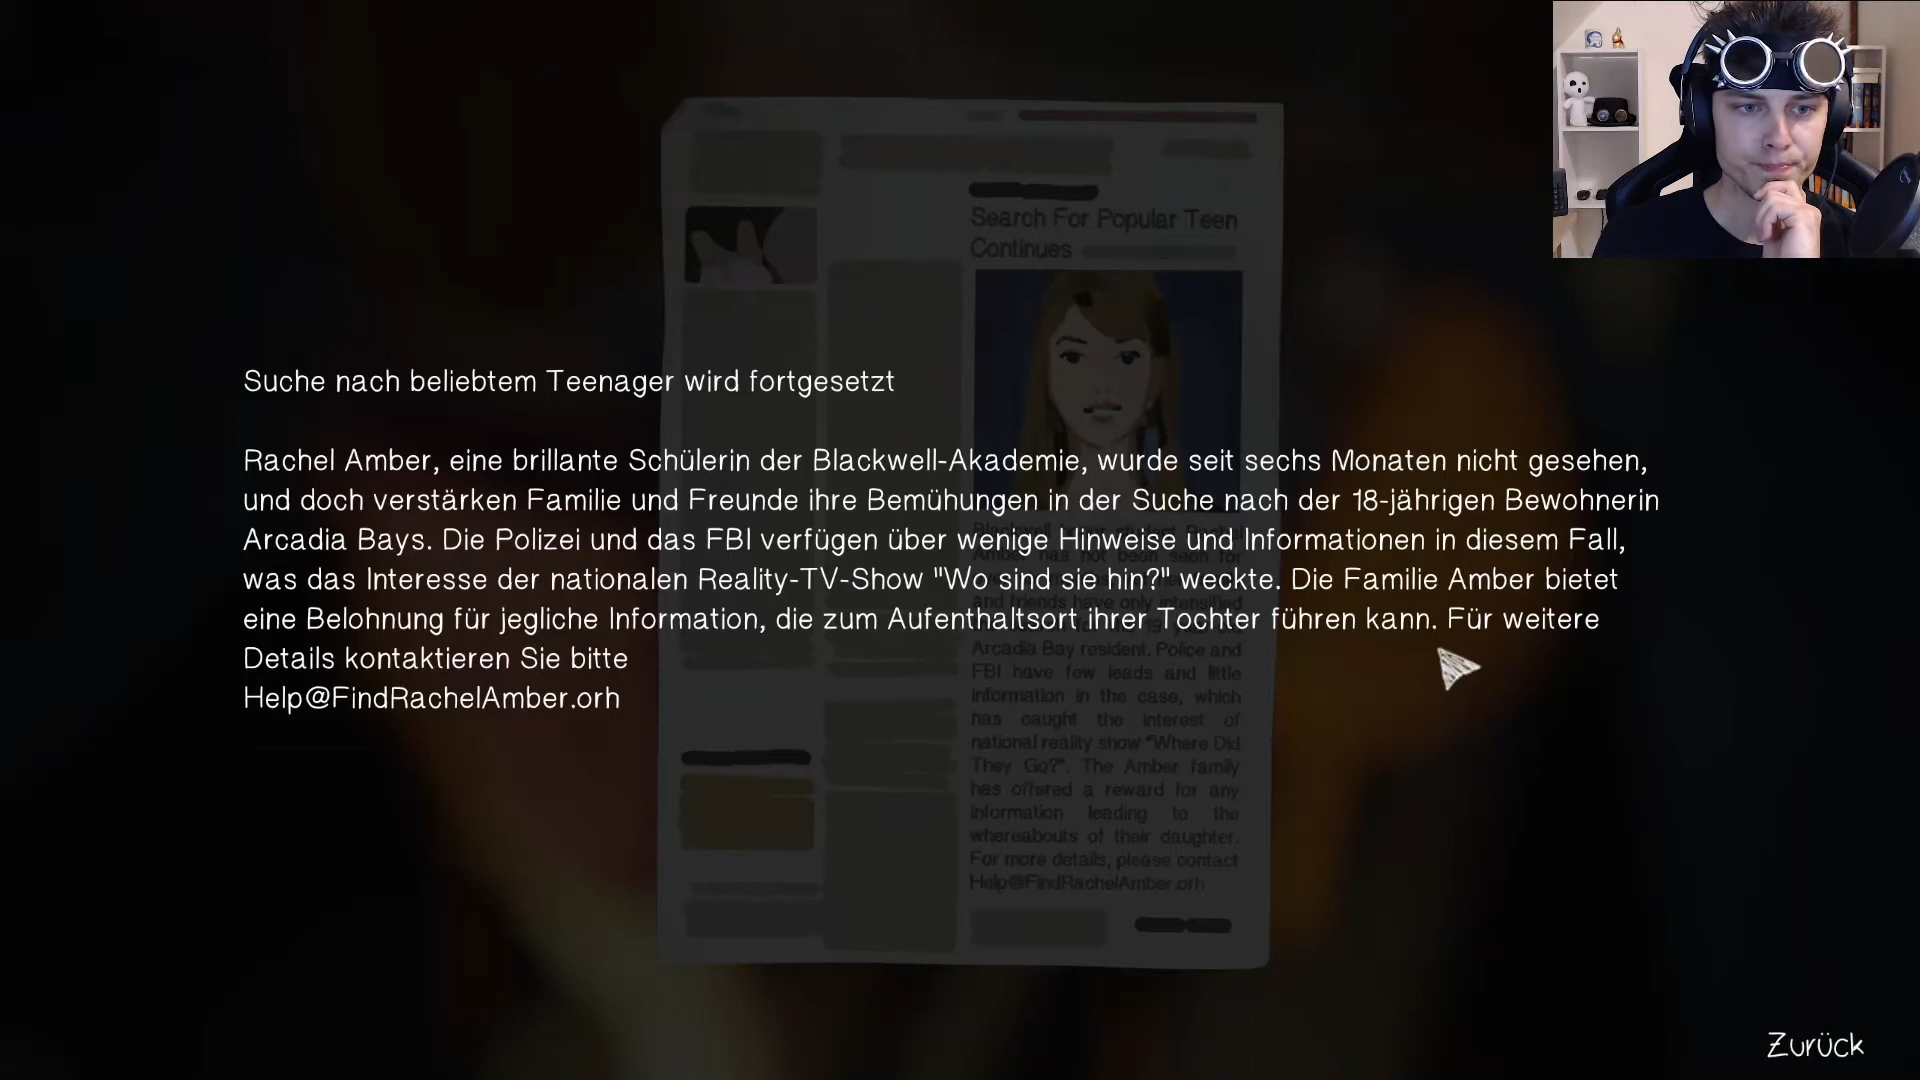 Search For Popular Teen
Continues
Suche nach beliebtem Teenager wird fortgesetzt
Rachel Amber, eine brillante Schülerin der Blackwell-Akademie, wurde seit sechs Monaten nicht gesehen,
und doch verstärken Familie und Freunde ihre Bemühungen in der Suche nach der 18-jährigen Bewohnerin
Arcadia Bays. Die Polizei und das FBI verfügen über wenige Hinweise und Informationen in diesem Fall,
was das Interesse der nationalen Reality-TV-Show "Wo sind sie hin?" weckte. Die Familie Amber bietet
eine Belohnung für jegliche Information, die zum Aufenthaltsort ihrer Tochter führen kann. Für weitere
Details kontaktieren Sie bitte
Help@FindRachelAmber.orh
and friends have only intensified
Arcadia Bay resident. Police and
FBI have few leads and little
information in the case, which
has caught the interest of
national reality show "Where Did
They Go?". The Amber family
has offered a reward for any
information leading to the
whereabouts of their daughter.
For more details, please contact
Help@FindRachelAmber.orh
Zurück